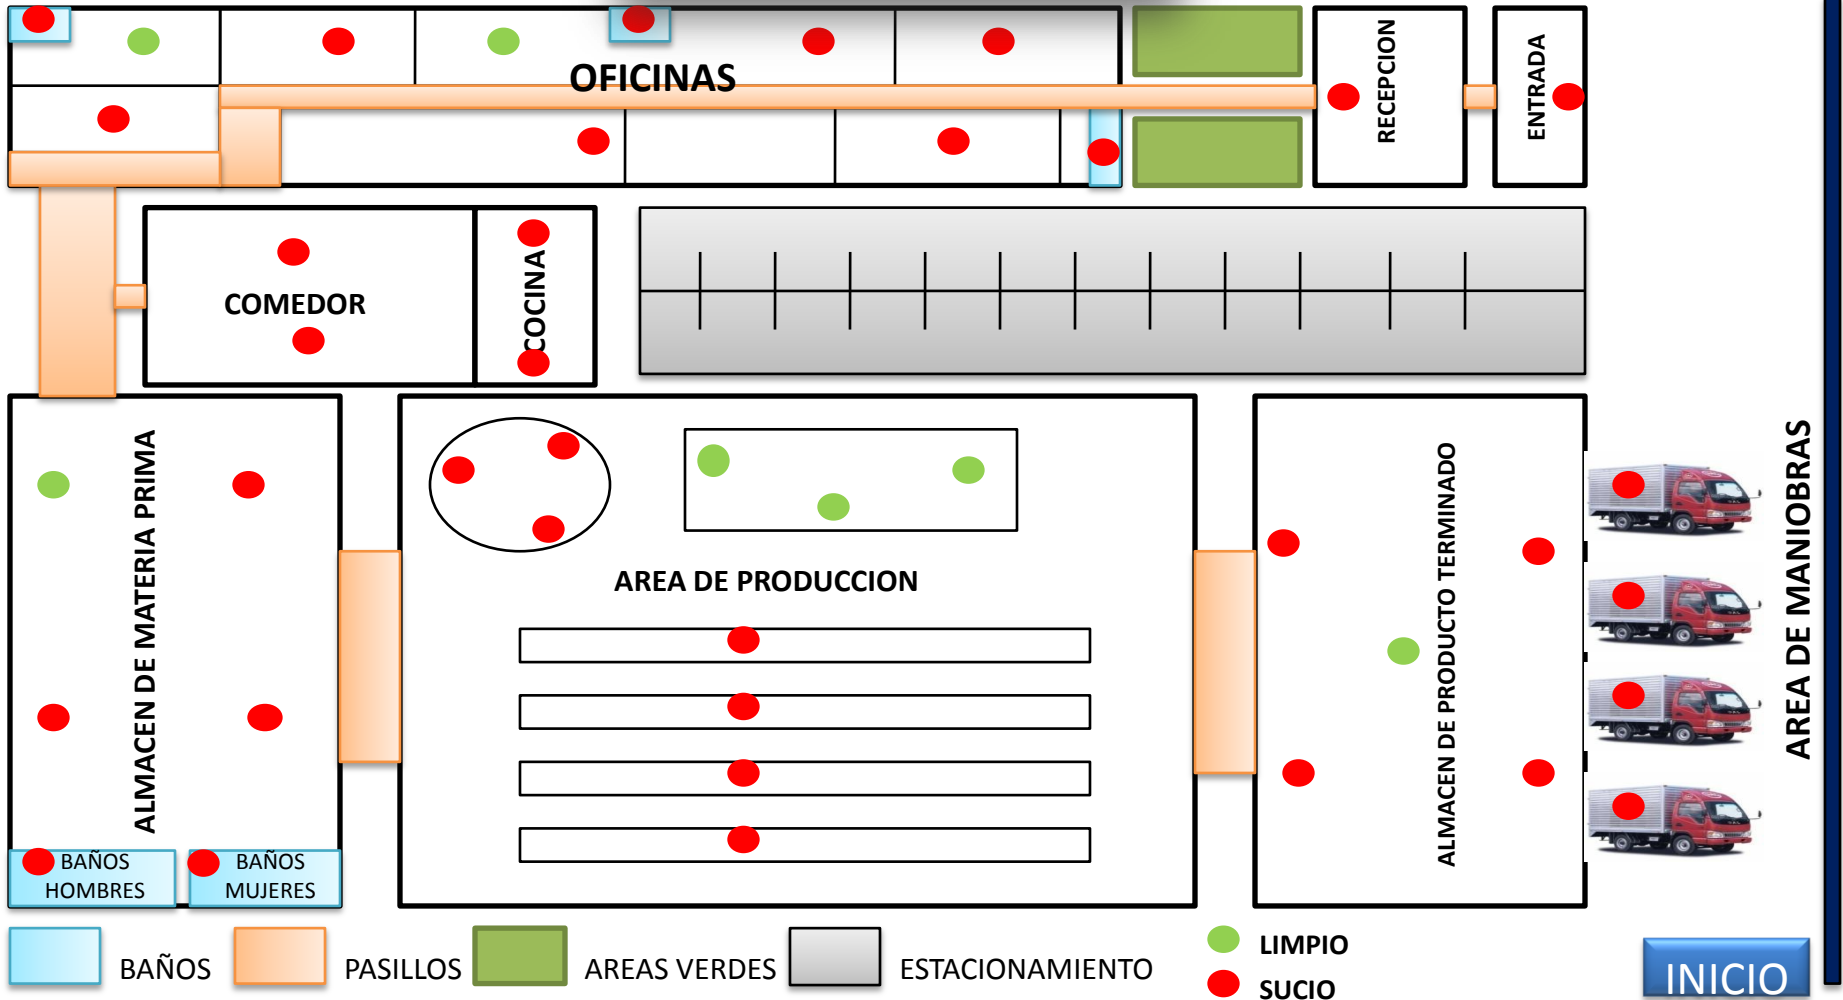 OFICINAS
RECEPCION
ENTRADA
COMEDOR
COCINA
ALMACEN DE MATERIA PRIMA
AREA DE PRODUCCION
ALMACEN DE PRODUCTO TERMINADO
AREA DE MANIOBRAS
BAÑOS
HOMBRES
BAÑOS
MUJERES
BAÑOS
PASILLOS
AREAS VERDES
ESTACIONAMIENTO
LIMPIO
SUCIO
INICIO